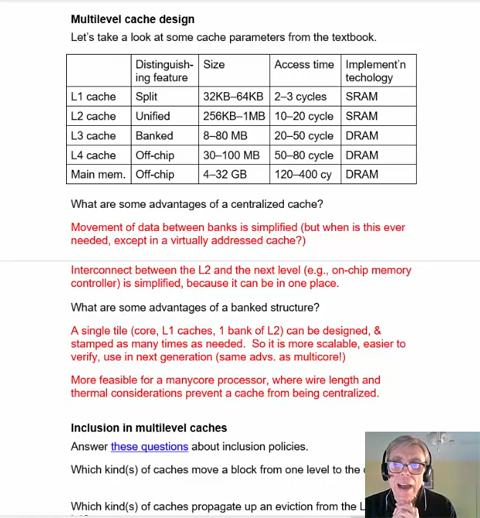 Multilevel cache design
Let's take a look at some cache parameters from the textbook.
Distinguish-ing feature Size Access time Implement'n techology
L1 cache Split 32KB–64KB 2–3 cycles SRAM
L2 cache Unified 256KB–1MB 10–20 cycle SRAM
L3 cache Banked 8–80 MB 20–50 cycle DRAM
L4 cache Off-chip 30–100 MB 50–80 cycle DRAM
Main mem. Off-chip 4–32 GB 120–400 cy DRAM
What are some advantages of a centralized cache?
Movement of data between banks is simplified (but when is this ever
needed, except in a virtually addressed cache?)
Interconnect between the L2 and the next level (e.g., on-chip memory
controller) is simplified, because it can be in one place.
What are some advantages of a banked structure?
A single tile (core, L1 caches, 1 bank of L2) can be designed, &
stamped as many times as needed. So it is more scalable, easier to
verify, use in next generation (same advs. as multicore!)
More feasible for a manycore processor, where wire length and
thermal considerations prevent a cache from being centralized.
Inclusion in multilevel caches
Answer these questions about inclusion policies.
Which kind(s) of caches move a block from one level to the
Which kind(s) of caches propagate up an eviction from the L